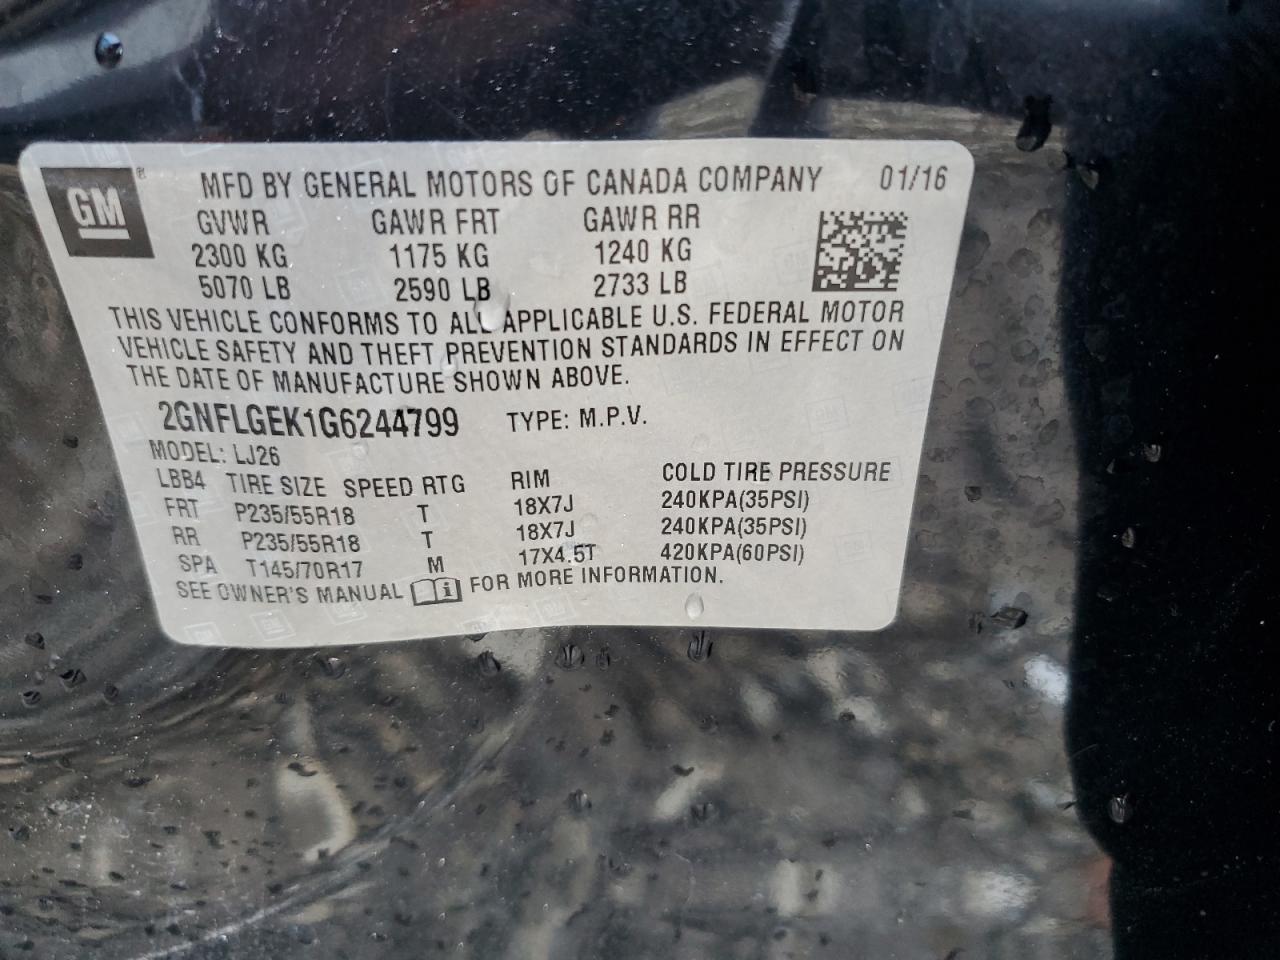 GM®
MFD BY GENERAL MOTORS OF CANADA COMPANY 01/16
GVWR GAWR FRT GAWR RR
2300 KG 1175 KG 1240 KG
5070 LB 2590 LB 2733 LB
THIS VEHICLE CONFORMS TO ALL APPLICABLE U.S. FEDERAL MOTOR
VEHICLE SAFETY AND THEFT PREVENTION STANDARDS IN EFFECT ON
THE DATE OF MANUFACTURE SHOWN ABOVE.
2GNFLGEK1G6244799 TYPE: M.P.V.
MODEL: LJ26
LBB4 TIRE SIZE SPEED RTG RIM COLD TIRE PRESSURE
FRT P235/55R18 T 18X7J 240KPA(35PSI)
RR P235/55R18 T 18X7J 240KPA(35PSI)
SPA T145/70R17 M 17X4.5T 420KPA(60PSI)
SEE OWNER'S MANUAL i FOR MORE INFORMATION.